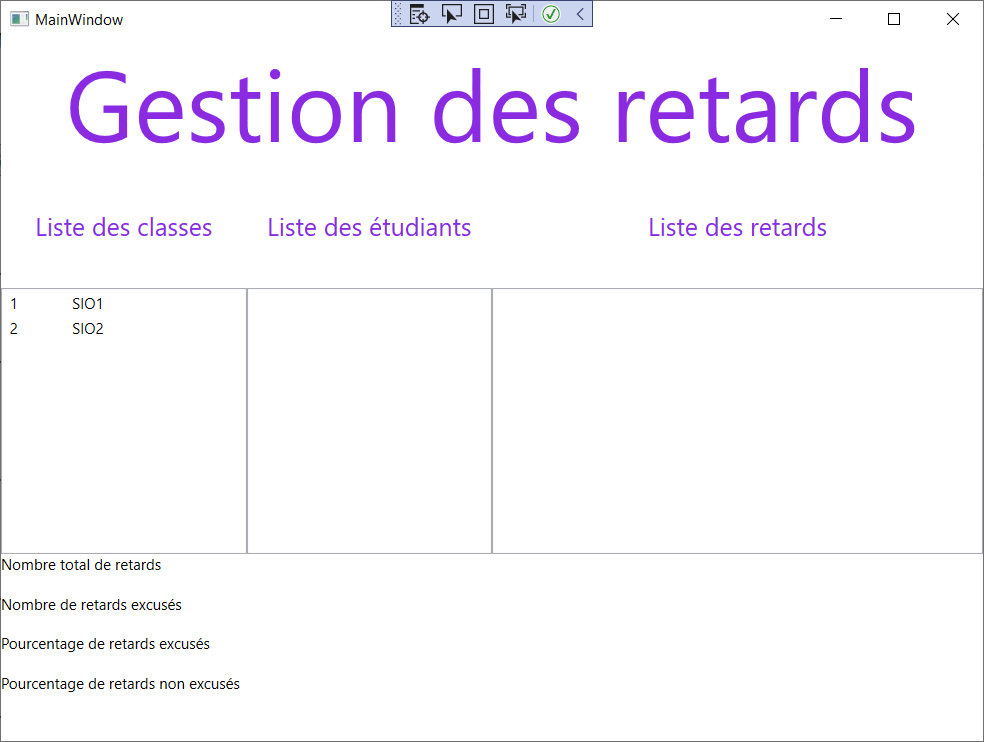 MainWindow
Gestion des retards
Liste des classes Liste des étudiants Liste des retards
1 SIO1
2 SIO2
Nombre total de retards
Nombre de retards excusés
Pourcentage de retards excusés
Pourcentage de retards non excusés